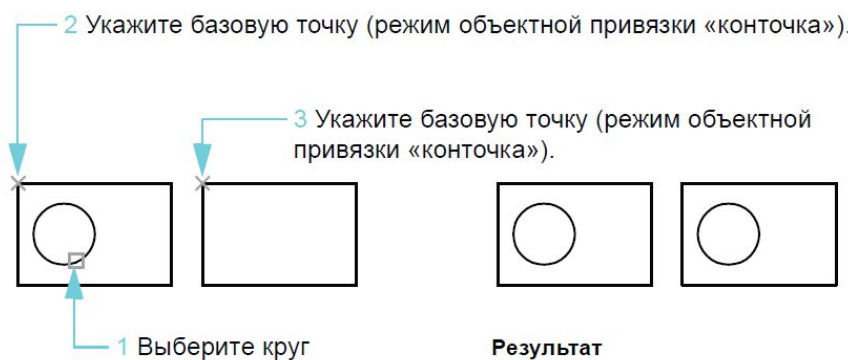 2 Укажите базовую точку (режим объектной привязки «конточка»).
3 Укажите базовую точку (режим объектной
привязки «конточка»).
1 Выберите круг
Результат